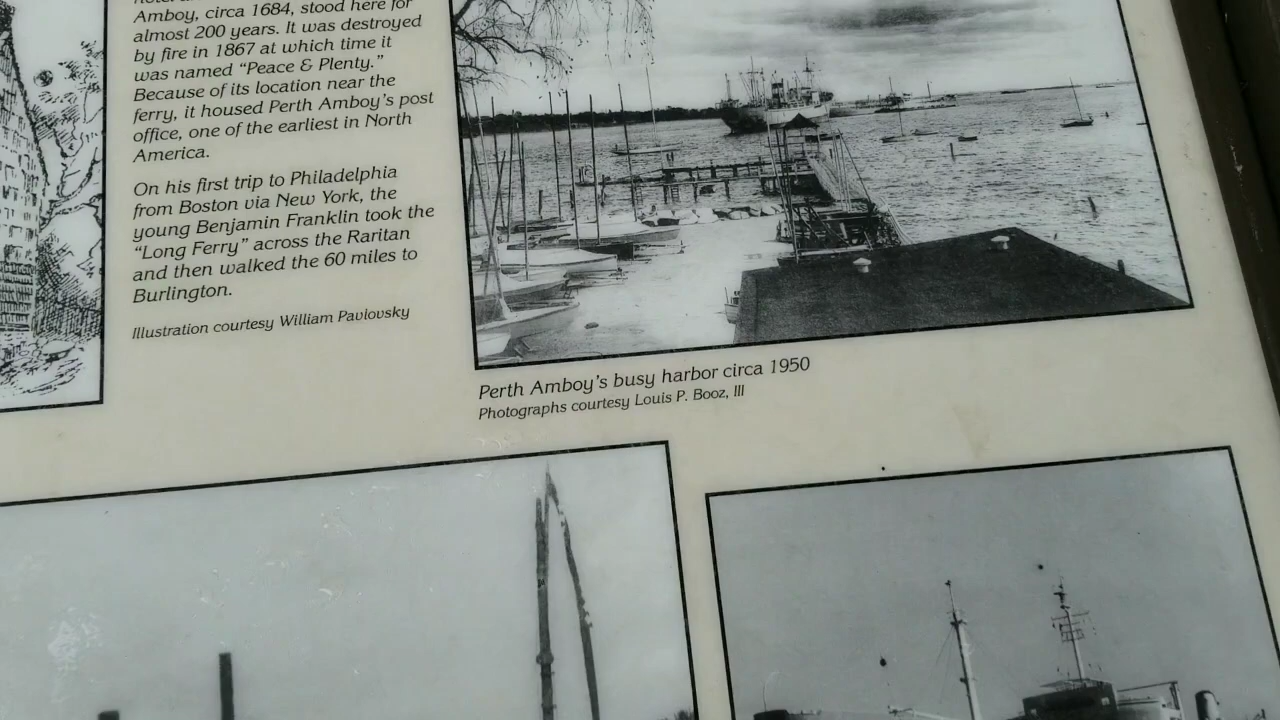 Amboy, circa 1684, stood here for
almost 200 years. It was destroyed
by fire in 1867 at which time it
was named “Peace & Plenty.”
Because of its location near the
ferry, it housed Perth Amboy's post
office, one of the earliest in North
America.
On his first trip to Philadelphia
from Boston via New York, the
young Benjamin Franklin took the
“Long Ferry” across the Raritan
and then walked the 60 miles to
Burlington.
Illustration courtesy William Pavlovsky
Perth Amboy's busy harbor circa 1950
Photographs courtesy Louis P. Booz, III